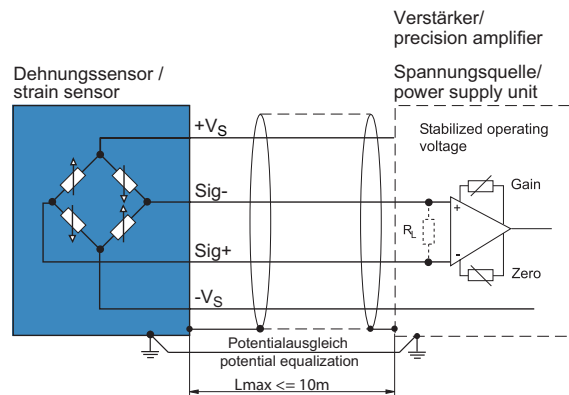 Verstärker/
precision amplifier
Dehnungssensor /
strain sensor
Spannungsquelle/
power supply unit
+VS
Stabilized operating
voltage
Sig-
Gain
+
RL
Sig+
-
Zero
-VS
Potentialausgleich
potential equalization
Lmax <= 10m